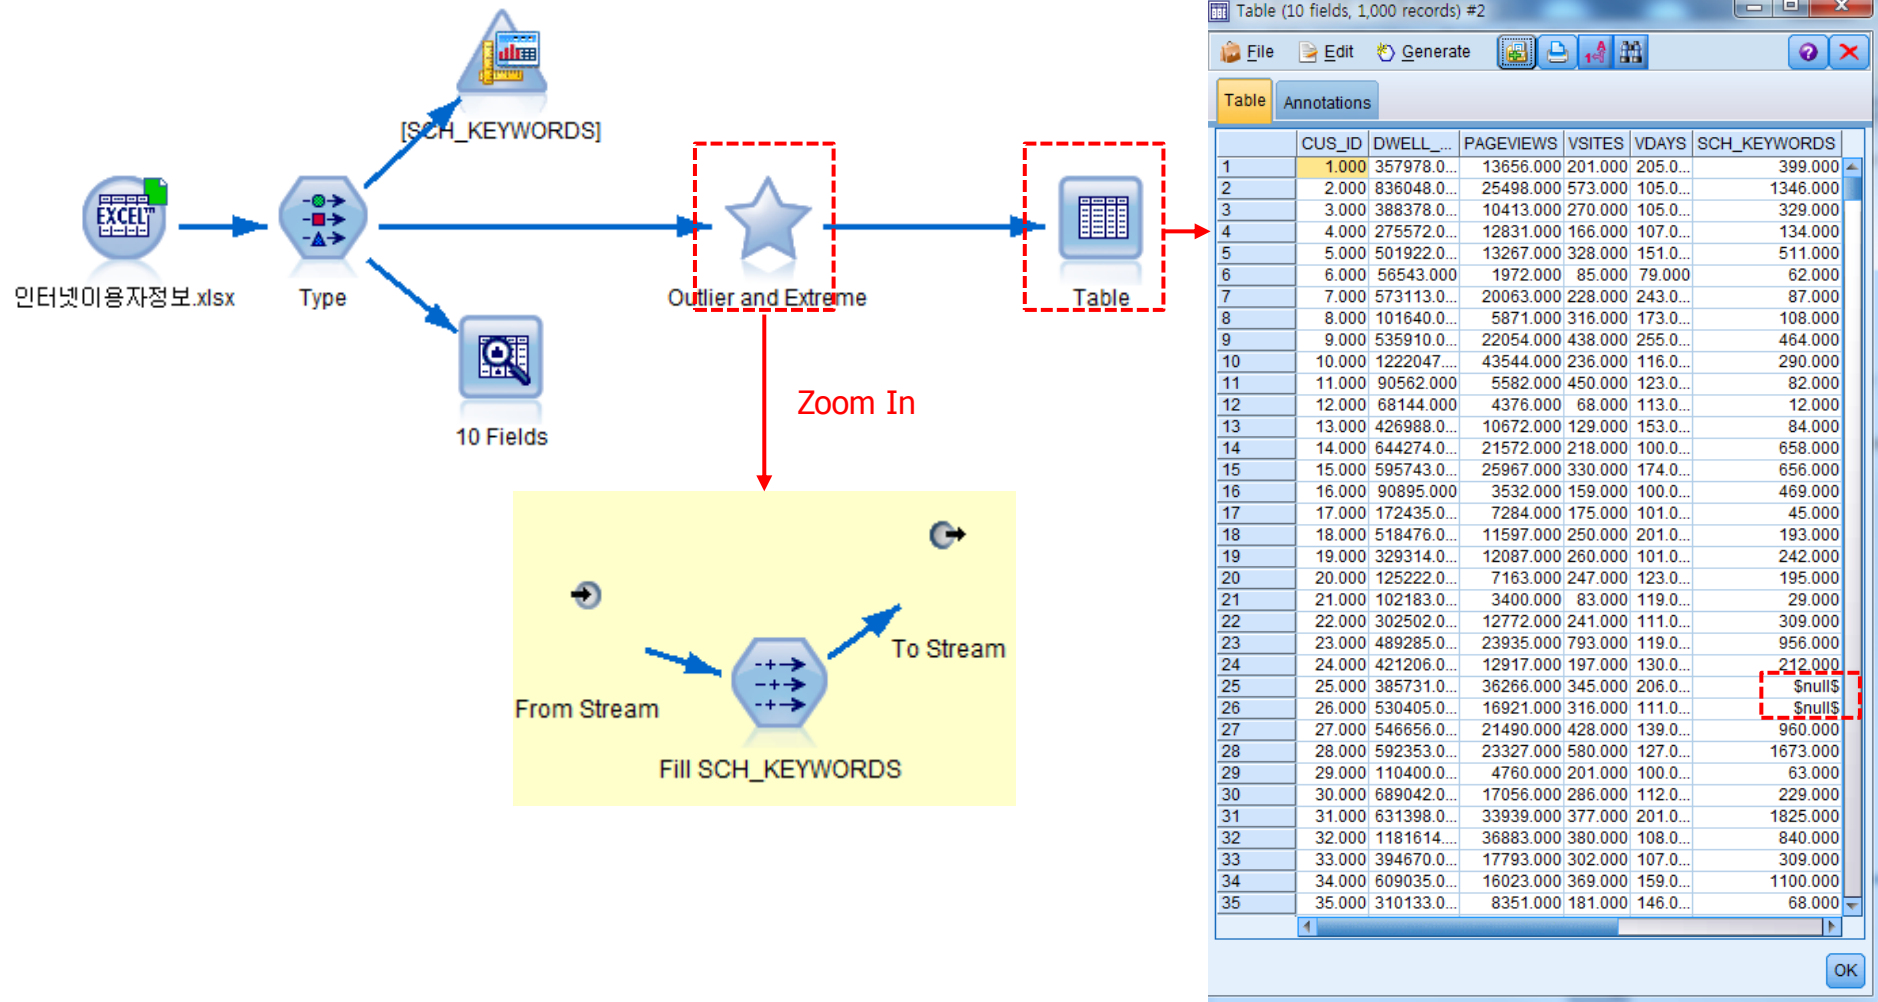 [SCH_KEYWORDS]
EXCEL™
인터넷이용자정보.xlsx
Type
Outlier and Extreme
Table
10 Fields
Zoom In
From Stream
To Stream
Fill SCH_KEYWORDS
Table (10 fields, 1,000 records) #2
File Edit Generate
Table Annotations
CUS_ID DWELL_... PAGEVIEWS VSITES VDAYS SCH_KEYWORDS
1 1.000 357978.0... 13656.000 201.000 205.0... 399.000
2 2.000 836048.0... 25498.000 573.000 105.0... 1346.000
3 3.000 388378.0... 10413.000 270.000 105.0... 329.000
4 4.000 275572.0... 12831.000 166.000 107.0... 134.000
5 5.000 501922.0... 13267.000 328.000 151.0... 511.000
6 6.000 56543.000 1972.000 85.000 79.000 62.000
7 7.000 573113.0... 20063.000 228.000 243.0... 87.000
8 8.000 101640.0... 5871.000 316.000 173.0... 108.000
9 9.000 535910.0... 22054.000 438.000 255.0... 464.000
10 10.000 1222047.... 43544.000 236.000 116.0... 290.000
11 11.000 90562.000 5582.000 450.000 123.0... 82.000
12 12.000 68144.000 4376.000 68.000 113.0... 12.000
13 13.000 426988.0... 10672.000 129.000 153.0... 84.000
14 14.000 644274.0... 21572.000 218.000 100.0... 658.000
15 15.000 595743.0... 25967.000 330.000 174.0... 656.000
16 16.000 90895.000 3532.000 159.000 100.0... 469.000
17 17.000 172435.0... 7284.000 175.000 101.0... 45.000
18 18.000 518476.0... 11597.000 250.000 201.0... 193.000
19 19.000 329314.0... 12087.000 260.000 101.0... 242.000
20 20.000 125222.0... 7163.000 247.000 123.0... 195.000
21 21.000 102183.0... 3400.000 83.000 119.0... 29.000
22 22.000 302502.0... 12772.000 241.000 111.0... 309.000
23 23.000 489285.0... 23935.000 793.000 119.0... 956.000
24 24.000 421206.0... 12917.000 197.000 130.0... 212.000
25 25.000 385731.0... 36266.000 345.000 206.0... $null$
26 26.000 530405.0... 16921.000 316.000 111.0... $null$
27 27.000 546656.0... 21490.000 428.000 139.0... 960.000
28 28.000 592353.0... 23327.000 580.000 127.0... 1673.000
29 29.000 110400.0... 4760.000 201.000 100.0... 63.000
30 30.000 689042.0... 17056.000 286.000 112.0... 229.000
31 31.000 631398.0... 33939.000 377.000 201.0... 1825.000
32 32.000 1181614.... 36883.000 380.000 108.0... 840.000
33 33.000 394670.0... 17793.000 302.000 107.0... 309.000
34 34.000 609035.0... 16023.000 369.000 159.0... 1100.000
35 35.000 310133.0... 8351.000 181.000 146.0... 68.000
OK